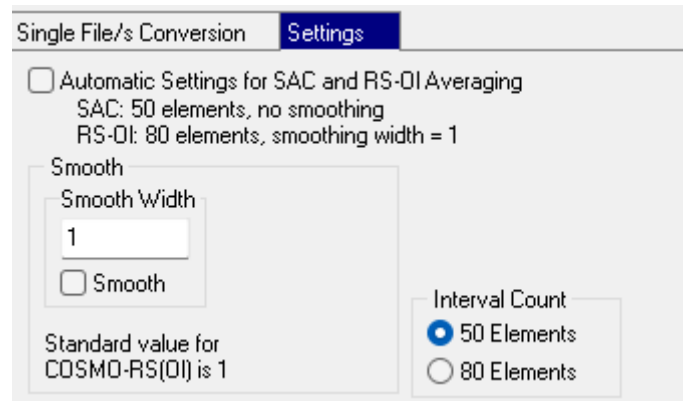 Single File/s Conversion
Settings
Automatic Settings for SAC and RS-OI Averaging
SAC: 50 elements, no smoothing
RS-OI: 80 elements, smoothing width = 1
Smooth
Smooth Width
1
Smooth
Standard value for
COSMO-RS(OI) is 1
Interval Count
50 Elements
80 Elements